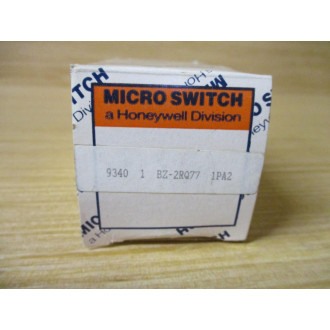 MICRO SWITCH
a Honeywell Division
9340 1 BZ-2RQ77 1PA2